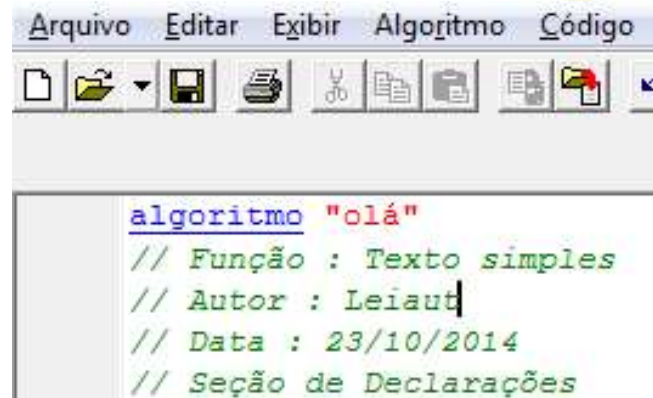 Arquivo Editar Exibir Algoritmo Código
algoritmo "olá"
// Função : Texto simples
// Autor : Leiaut
// Data : 23/10/2014
// Seção de Declarações